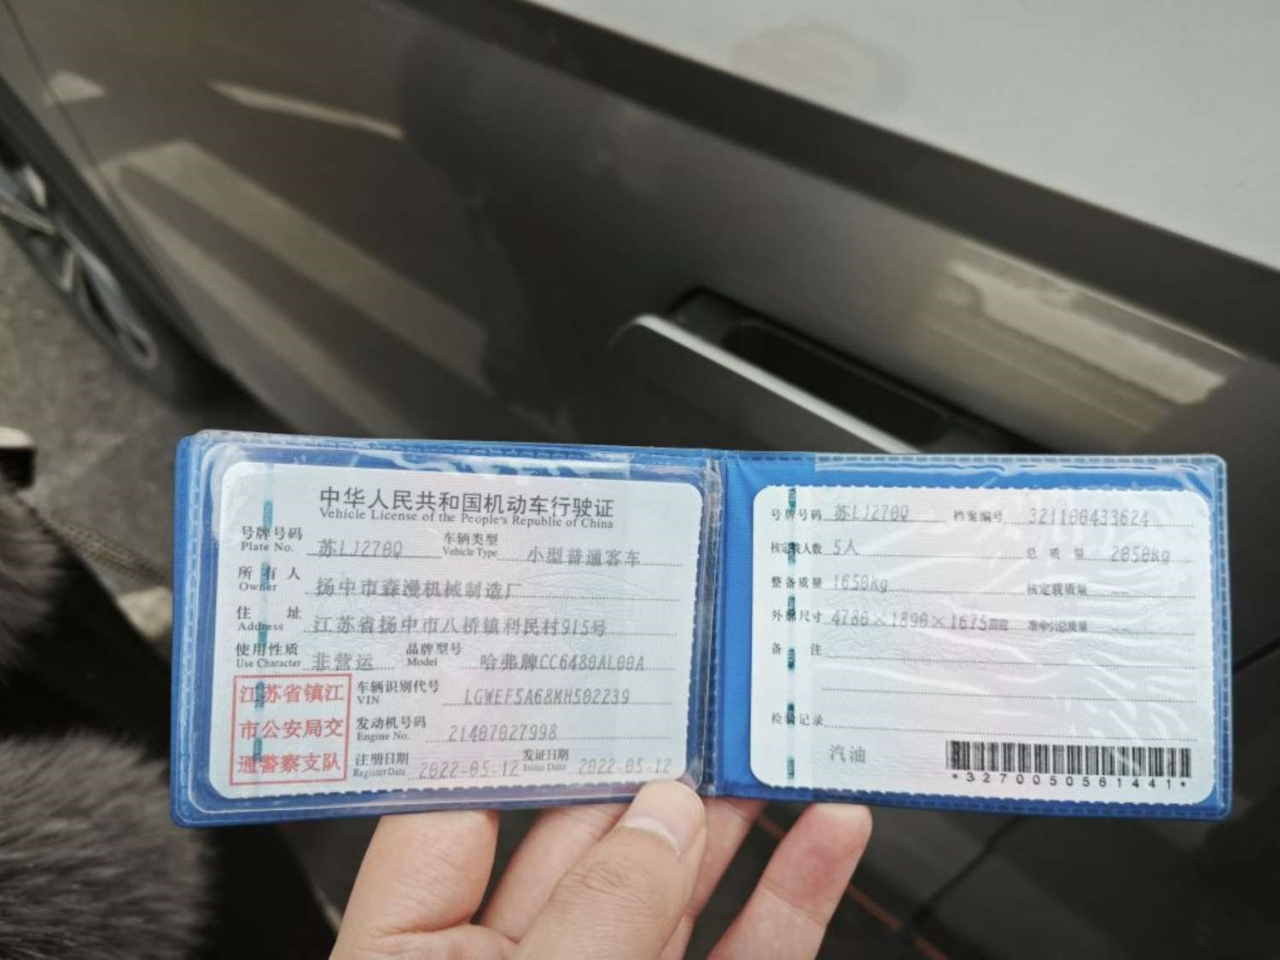 中华人民共和国机动车行驶证
Vehicle License of the People's Republic of China
号牌号码 苏LJ270Q 车辆类型 小型普通客车
Plate No. Vehicle Type
所有人 扬中市森漫机械制造厂
Owner
住址 江苏省扬中市八桥镇利民村915号
Address
使用性质 非营运 品牌型号 哈弗牌CC6480AL00A
Use Character Model
江苏省镇江
市公安局交
通警察支队
车辆识别代号 LGWEF5A68MH502239
VIN
发动机号码 21407027998
Engine No.
注册日期 2022-05-12 发证日期 2022-05-12
Register Date Issue Date
号牌号码 苏LJ270Q 档案编号 321100433624
核定载人数 5人 总质量 2050kg
整备质量 1650kg 核定载质量 --
外廓尺寸 4780×1890×1675mm 准牵引总质量 --
备注
检验记录
汽油
*3270050561441*